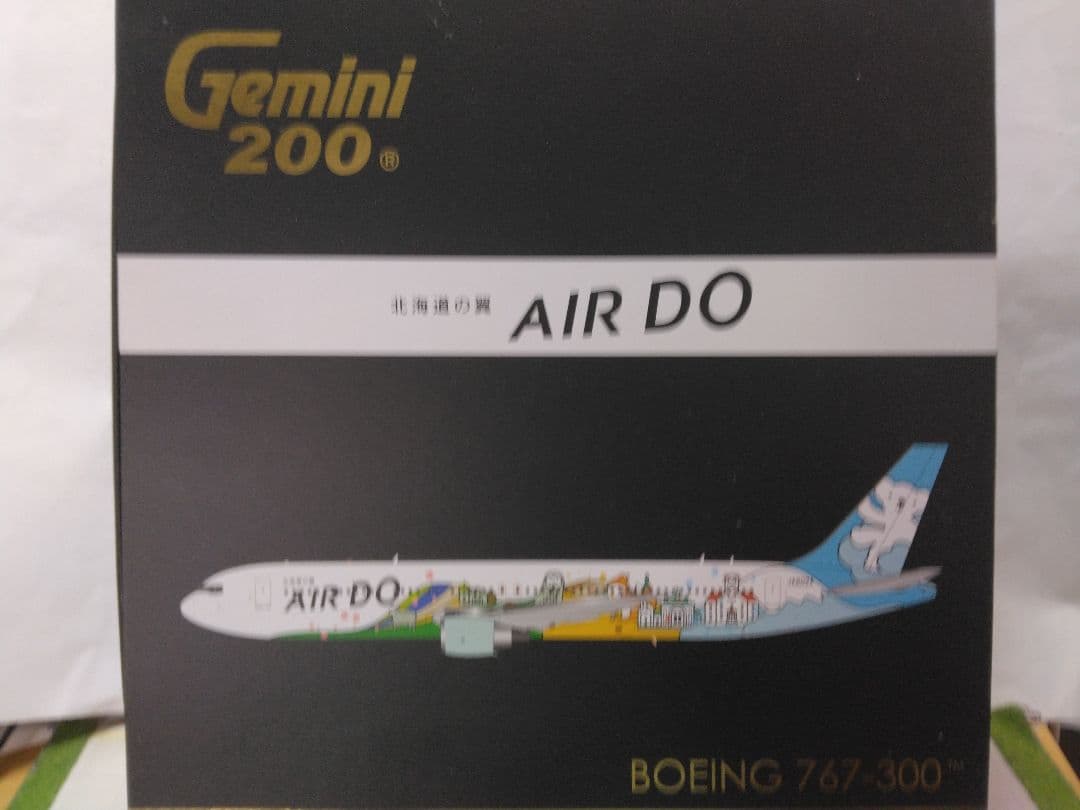 Gemini
200®
北海道の翼 AIR DO
AIR DO
BOEING 767-300™